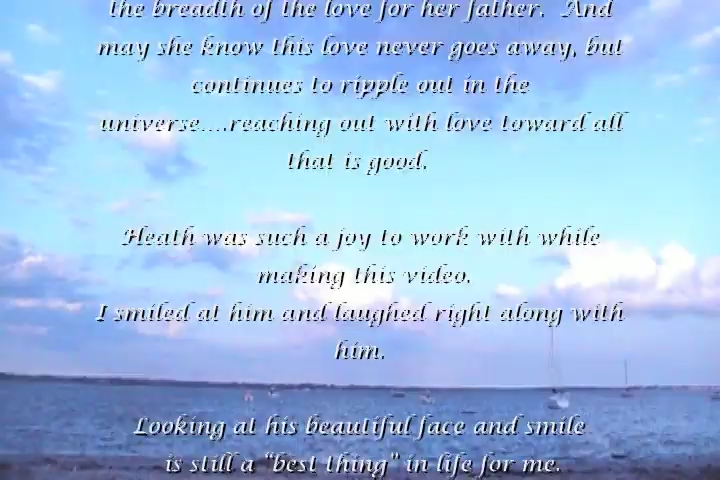 the breadth of the love for her father. And
may she know this love never goes away, but
continues to ripple out in the
universe....reaching out with love toward all
that is good.
Heath was such a joy to work with while
making this video.
I smiled at him and laughed right along with
him.
Looking at his beautiful face and smile
is still a "best thing" in life for me.